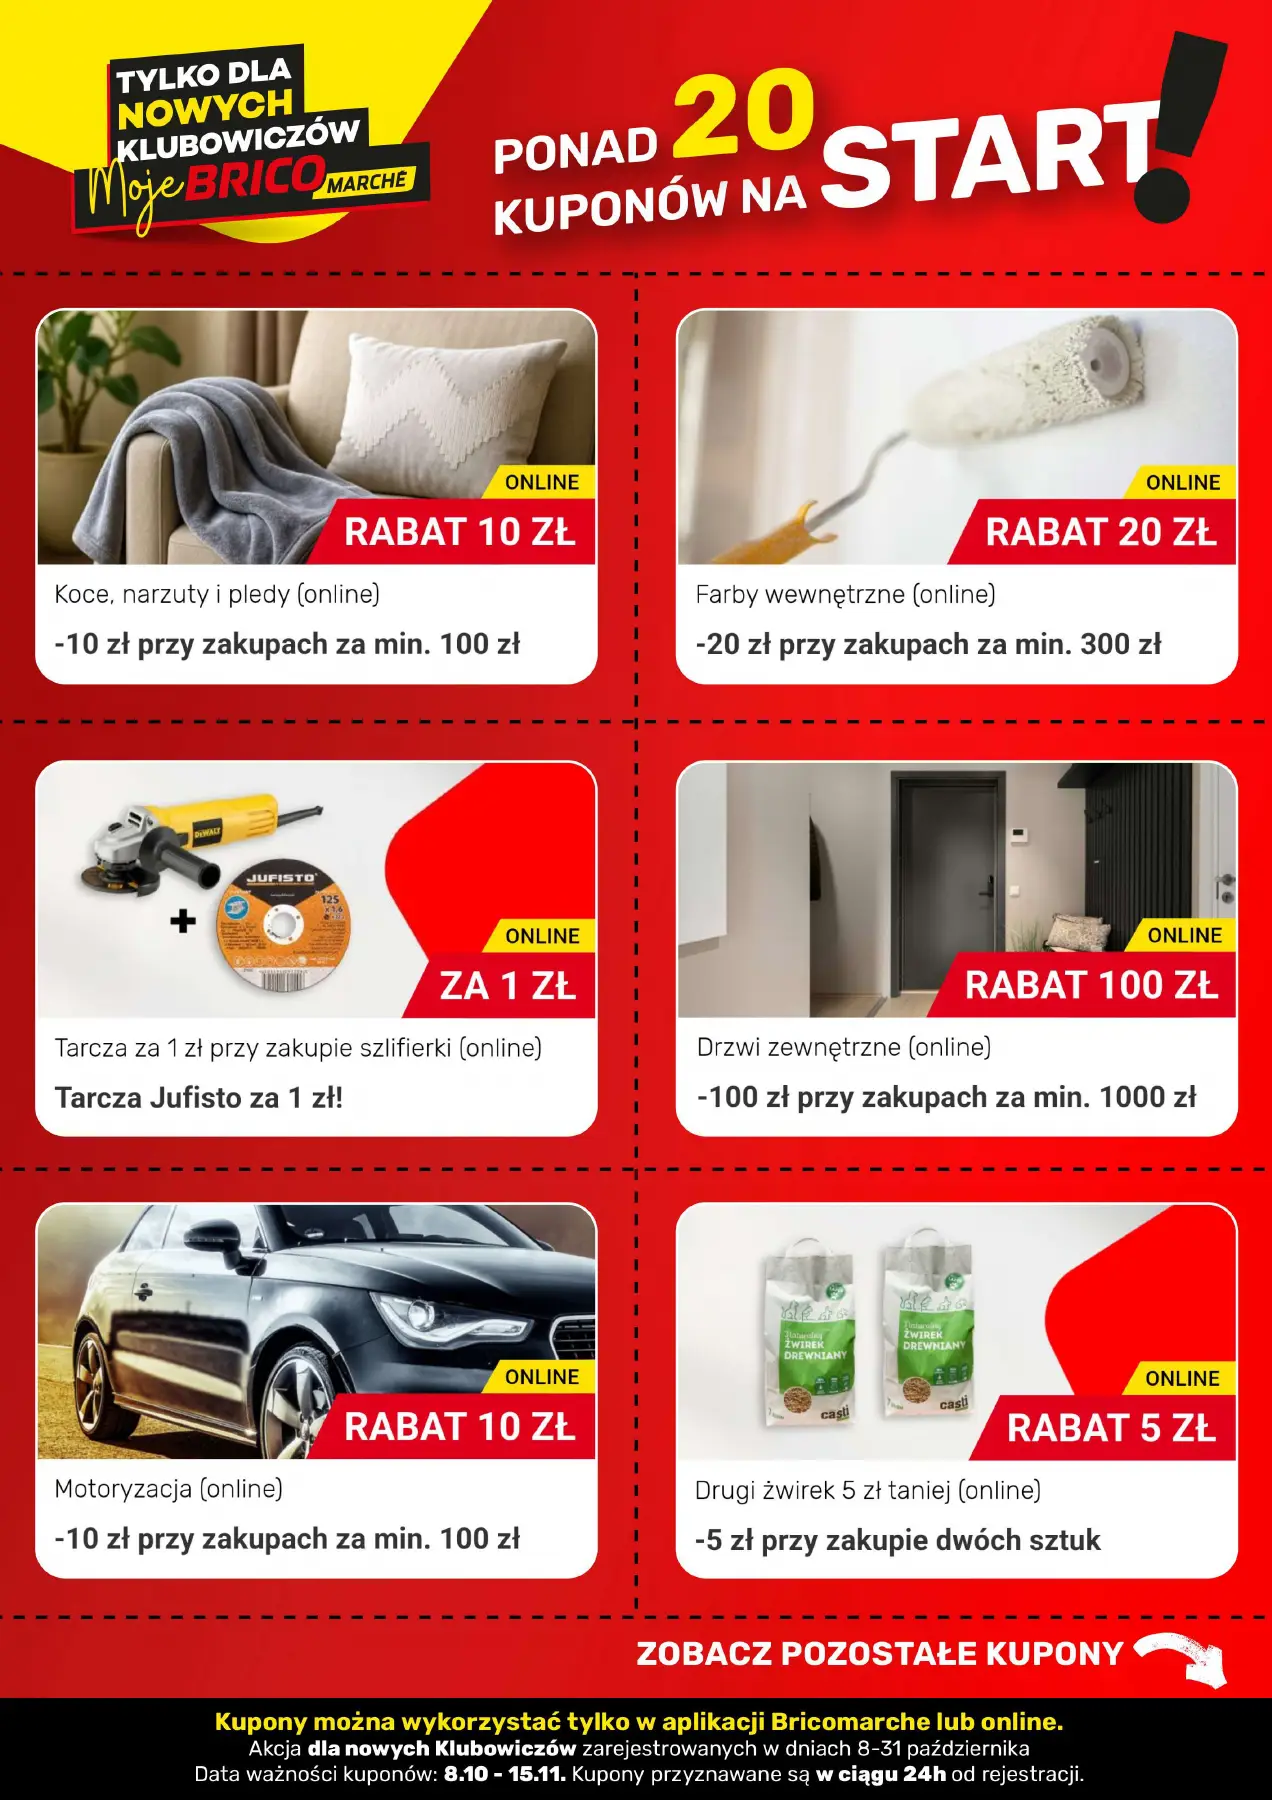 TYLKO DLA
NOWYCH
KLUBOWICZÓW
Moje BRICO MARCHÉ
PONAD 20
KUPONÓW NA START!
ONLINE
RABAT 10 ZŁ
Koce, narzuty i pledy (online)
-10 zł przy zakupach za min. 100 zł
ONLINE
RABAT 20 ZŁ
Farby wewnętrzne (online)
-20 zł przy zakupach za min. 300 zł
DEWALT
+
JUFISTO
125
x 1,6
ONLINE
ZA 1 ZŁ
Tarcza za 1 zł przy zakupie szlifierki (online)
Tarcza Jufisto za 1 zł!
ONLINE
RABAT 100 ZŁ
Drzwi zewnętrzne (online)
-100 zł przy zakupach za min. 1000 zł
ONLINE
RABAT 10 ZŁ
Motoryzacja (online)
-10 zł przy zakupach za min. 100 zł
Naturalny
ŻWIREK
DREWNIANY
casti
Naturalny
ŻWIREK
DREWNIANY
casti
ONLINE
RABAT 5 ZŁ
Drugi żwirek 5 zł taniej (online)
-5 zł przy zakupie dwóch sztuk
ZOBACZ POZOSTAŁE KUPONY
Kupony można wykorzystać tylko w aplikacji Bricomarche lub online.
Akcja dla nowych Klubowiczów zarejestrowanych w dniach 8-31 października
Data ważności kuponów: 8.10 - 15.11. Kupony przyznawane są w ciągu 24h od rejestracji.